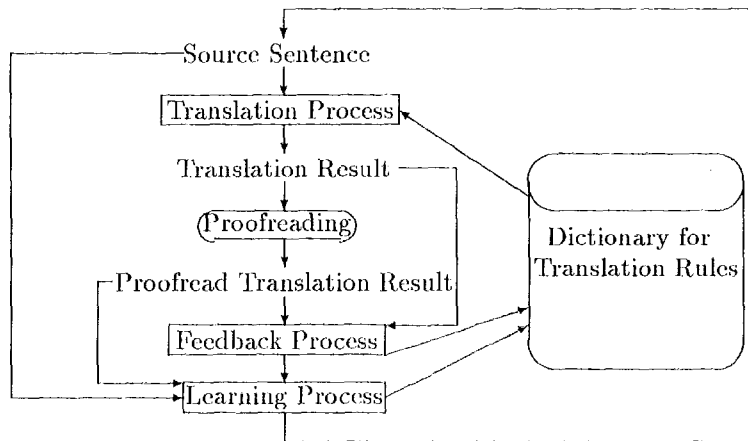 Source Sentence
Translation Process
Translation Result
Proofreading
Dictionary for
Translation Rules
Proofread Translation Result
Feedback Process
Learning Process